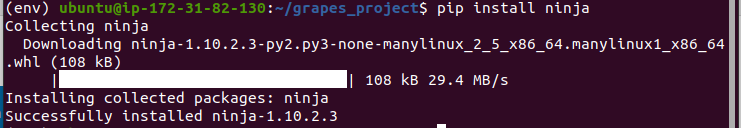 (env) ubuntu@ip-172-31-82-130:~/grapes_project$ pip install ninja
Collecting ninja
  Downloading ninja-1.10.2.3-py2.py3-none-manylinux_2_5_x86_64.manylinux1_x86_64
.whl (108 kB)
     |                                | 108 kB 29.4 MB/s
Installing collected packages: ninja
Successfully installed ninja-1.10.2.3